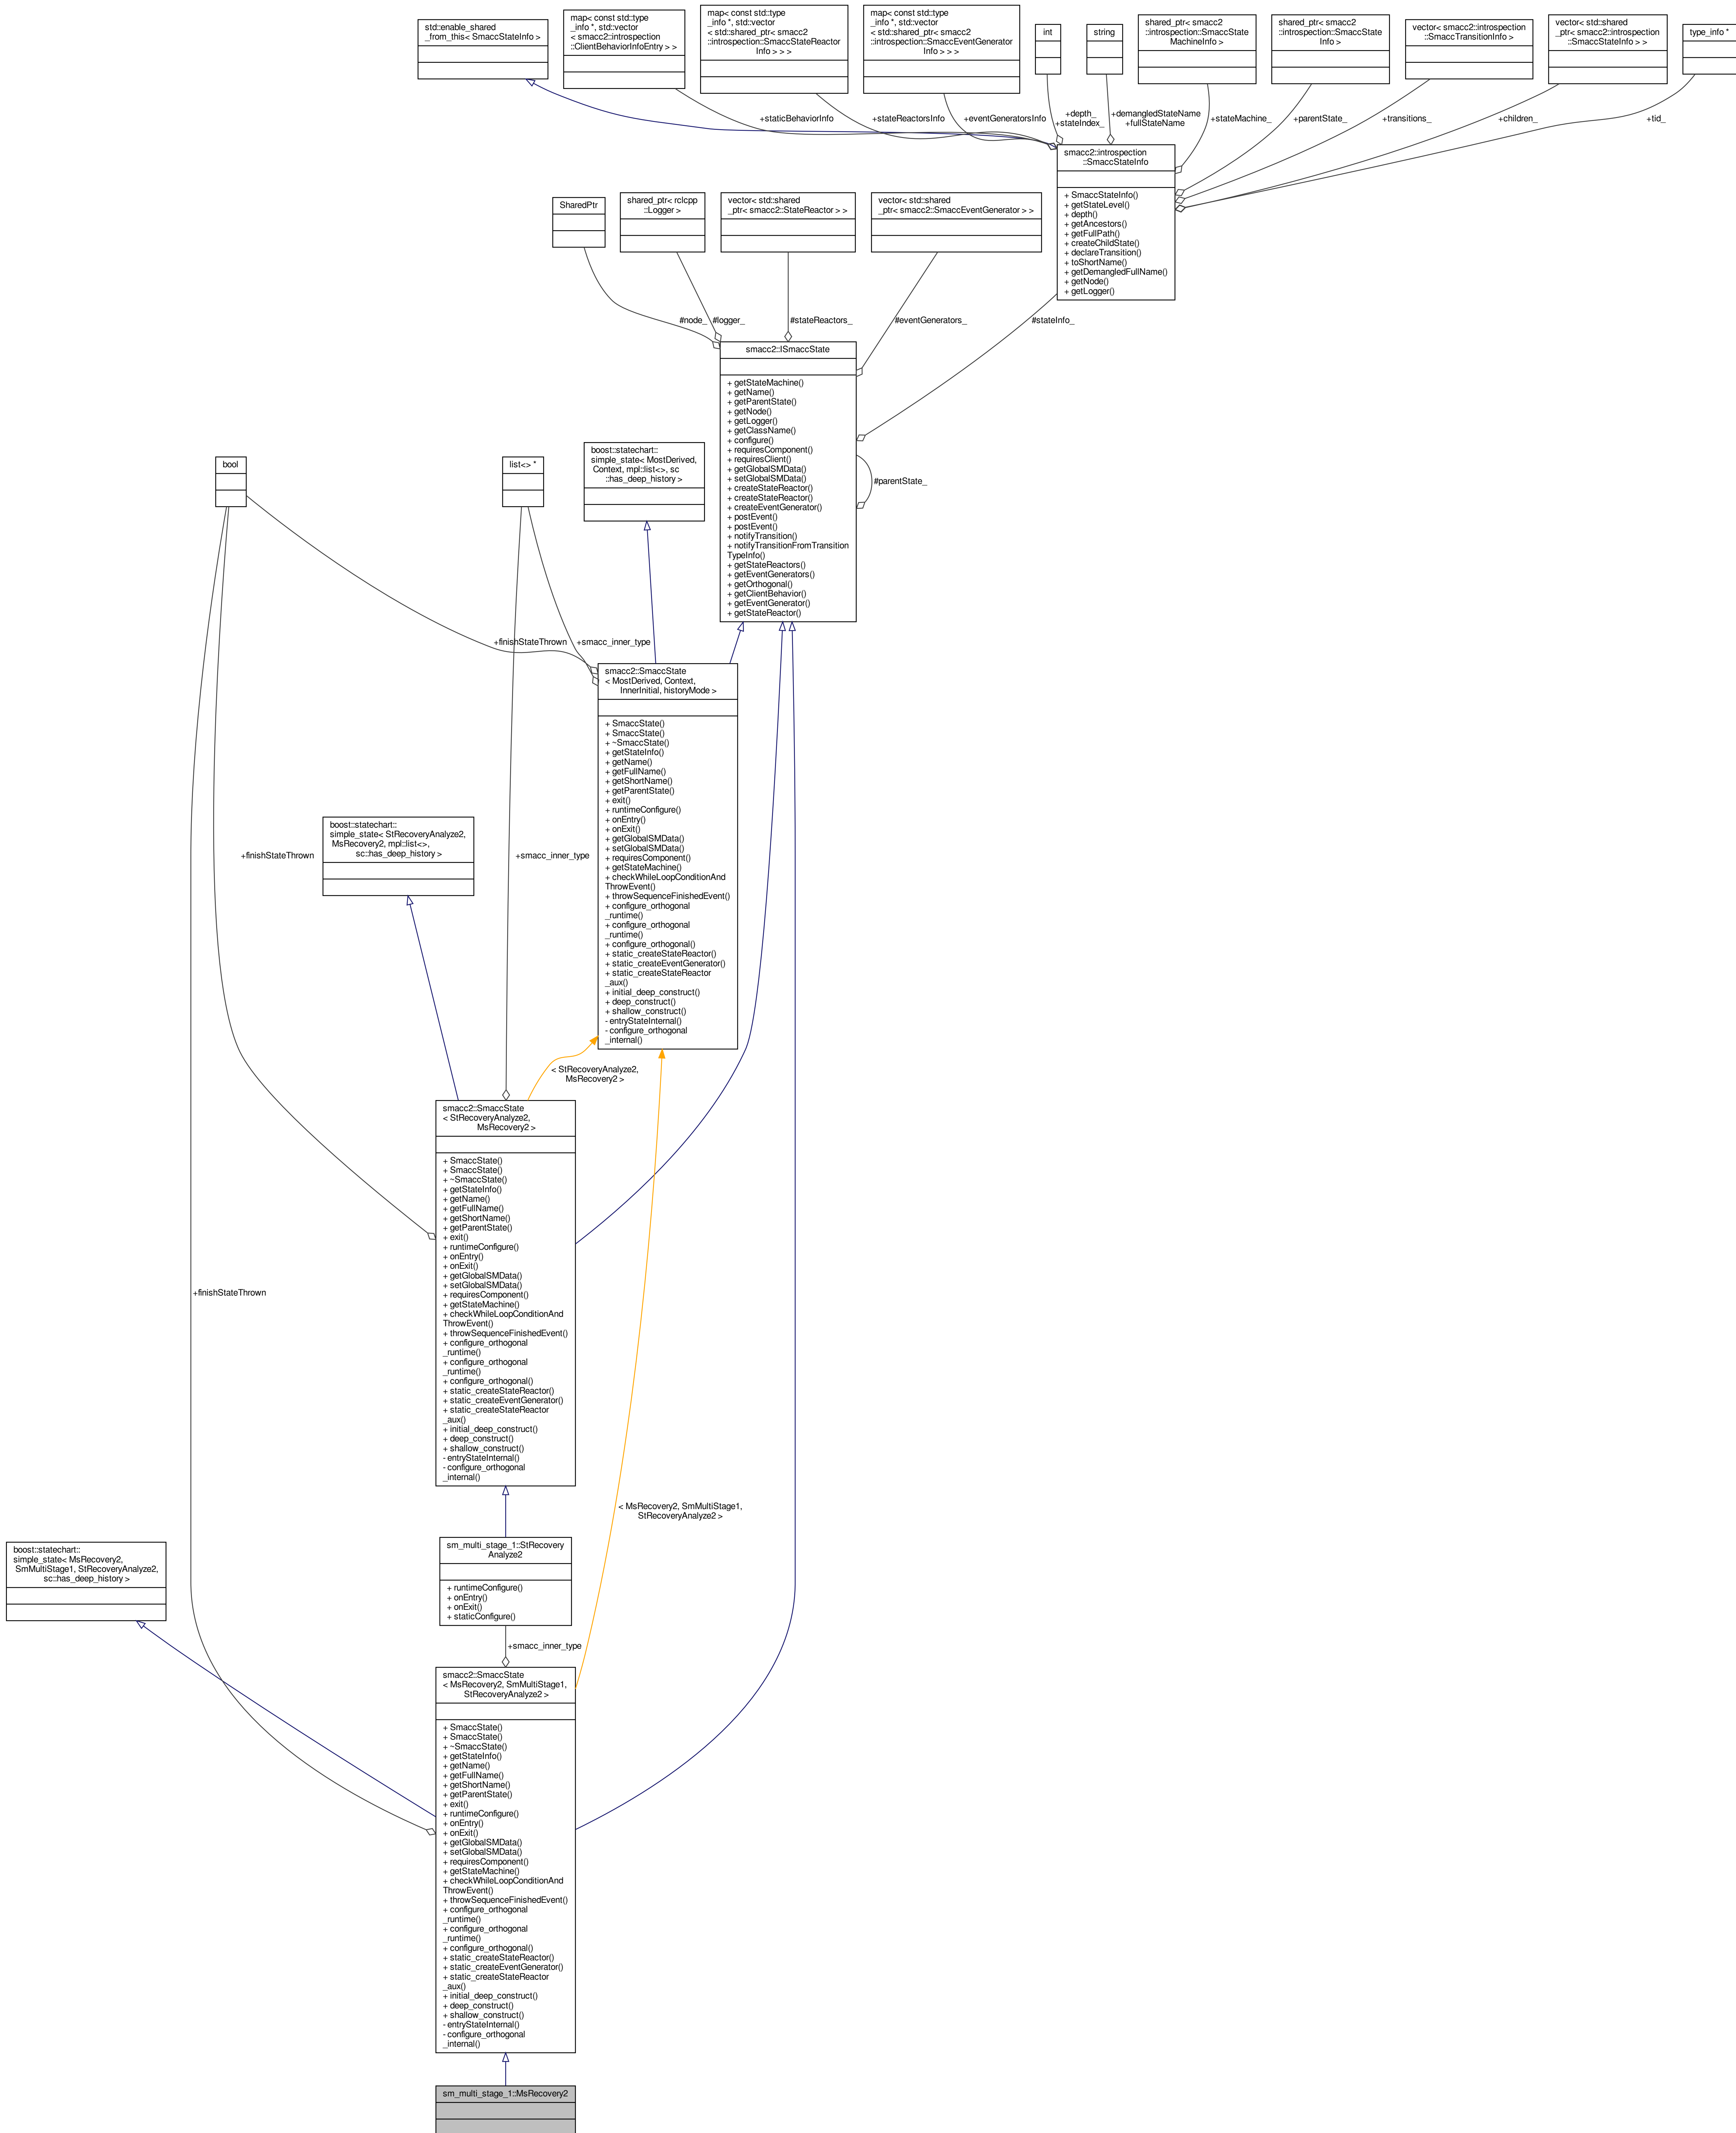 std::enable_shared
_from_this< SmaccStateInfo >
map< const std::type
_info *, std::vector
< smacc2::introspection
::ClientBehaviorInfoEntry > >
map< const std::type
_info *, std::vector
< std::shared_ptr< smacc2
::introspection::SmaccStateReactor
Info > > >
map< const std::type
_info *, std::vector
< std::shared_ptr< smacc2
::introspection::SmaccEventGenerator
Info > > >
int
string
shared_ptr< smacc2
::introspection::SmaccState
MachineInfo >
shared_ptr< smacc2
::introspection::SmaccState
Info >
vector< smacc2::introspection
::SmaccTransitionInfo >
vector< std::shared
_ptr< smacc2::introspection
::SmaccStateInfo > >
type_info *
+staticBehaviorInfo
+stateReactorsInfo
+eventGeneratorsInfo
+depth_
+stateIndex_
+demangledStateName
+fullStateName
+stateMachine_
+parentState_
+transitions_
+children_
+tid_
smacc2::introspection
::SmaccStateInfo
+ SmaccStateInfo()
+ getStateLevel()
+ depth()
+ getAncestors()
+ getFullPath()
+ createChildState()
+ declareTransition()
+ toShortName()
+ getDemangledFullName()
+ getNode()
+ getLogger()
SharedPtr
shared_ptr< rclcpp
::Logger >
vector< std::shared
_ptr< smacc2::StateReactor > >
vector< std::shared
_ptr< smacc2::SmaccEventGenerator > >
#node_
#logger_
#stateReactors_
#eventGenerators_
#stateInfo_
smacc2::ISmaccState
+ getStateMachine()
+ getName()
+ getParentState()
+ getNode()
+ getLogger()
+ getClassName()
+ configure()
+ requiresComponent()
+ requiresClient()
+ getGlobalSMData()
+ setGlobalSMData()
+ createStateReactor()
+ createStateReactor()
+ createEventGenerator()
+ postEvent()
+ postEvent()
+ notifyTransition()
+ notifyTransitionFromTransition
TypeInfo()
+ getStateReactors()
+ getEventGenerators()
+ getOrthogonal()
+ getClientBehavior()
+ getEventGenerator()
+ getStateReactor()
#parentState_
bool
list<> *
boost::statechart::
simple_state< MostDerived,
Context, mpl::list<>, sc
::has_deep_history >
+finishStateThrown
+smacc_inner_type
smacc2::SmaccState
< MostDerived, Context,
InnerInitial, historyMode >
+ SmaccState()
+ SmaccState()
+ ~SmaccState()
+ getStateInfo()
+ getName()
+ getFullName()
+ getShortName()
+ getParentState()
+ exit()
+ runtimeConfigure()
+ onEntry()
+ onExit()
+ getGlobalSMData()
+ setGlobalSMData()
+ requiresComponent()
+ getStateMachine()
+ checkWhileLoopConditionAnd
ThrowEvent()
+ throwSequenceFinishedEvent()
+ configure_orthogonal
_runtime()
+ configure_orthogonal
_runtime()
+ configure_orthogonal()
+ static_createStateReactor()
+ static_createEventGenerator()
+ static_createStateReactor
_aux()
+ initial_deep_construct()
+ deep_construct()
+ shallow_construct()
- entryStateInternal()
- configure_orthogonal
_internal()
boost::statechart::
simple_state< StRecoveryAnalyze2,
MsRecovery2, mpl::list<>,
sc::has_deep_history >
+finishStateThrown
+smacc_inner_type
< StRecoveryAnalyze2,
MsRecovery2 >
smacc2::SmaccState
< StRecoveryAnalyze2,
MsRecovery2 >
+ SmaccState()
+ SmaccState()
+ ~SmaccState()
+ getStateInfo()
+ getName()
+ getFullName()
+ getShortName()
+ getParentState()
+ exit()
+ runtimeConfigure()
+ onEntry()
+ onExit()
+ getGlobalSMData()
+ setGlobalSMData()
+ requiresComponent()
+ getStateMachine()
+ checkWhileLoopConditionAnd
ThrowEvent()
+ throwSequenceFinishedEvent()
+ configure_orthogonal
_runtime()
+ configure_orthogonal
_runtime()
+ configure_orthogonal()
+ static_createStateReactor()
+ static_createEventGenerator()
+ static_createStateReactor
_aux()
+ initial_deep_construct()
+ deep_construct()
+ shallow_construct()
- entryStateInternal()
- configure_orthogonal
_internal()
+finishStateThrown
< MsRecovery2, SmMultiStage1,
StRecoveryAnalyze2 >
boost::statechart::
simple_state< MsRecovery2,
SmMultiStage1, StRecoveryAnalyze2,
sc::has_deep_history >
sm_multi_stage_1::StRecovery
Analyze2
+ runtimeConfigure()
+ onEntry()
+ onExit()
+ staticConfigure()
+smacc_inner_type
smacc2::SmaccState
< MsRecovery2, SmMultiStage1,
StRecoveryAnalyze2 >
+ SmaccState()
+ SmaccState()
+ ~SmaccState()
+ getStateInfo()
+ getName()
+ getFullName()
+ getShortName()
+ getParentState()
+ exit()
+ runtimeConfigure()
+ onEntry()
+ onExit()
+ getGlobalSMData()
+ setGlobalSMData()
+ requiresComponent()
+ getStateMachine()
+ checkWhileLoopConditionAnd
ThrowEvent()
+ throwSequenceFinishedEvent()
+ configure_orthogonal
_runtime()
+ configure_orthogonal
_runtime()
+ configure_orthogonal()
+ static_createStateReactor()
+ static_createEventGenerator()
+ static_createStateReactor
_aux()
+ initial_deep_construct()
+ deep_construct()
+ shallow_construct()
- entryStateInternal()
- configure_orthogonal
_internal()
sm_multi_stage_1::MsRecovery2